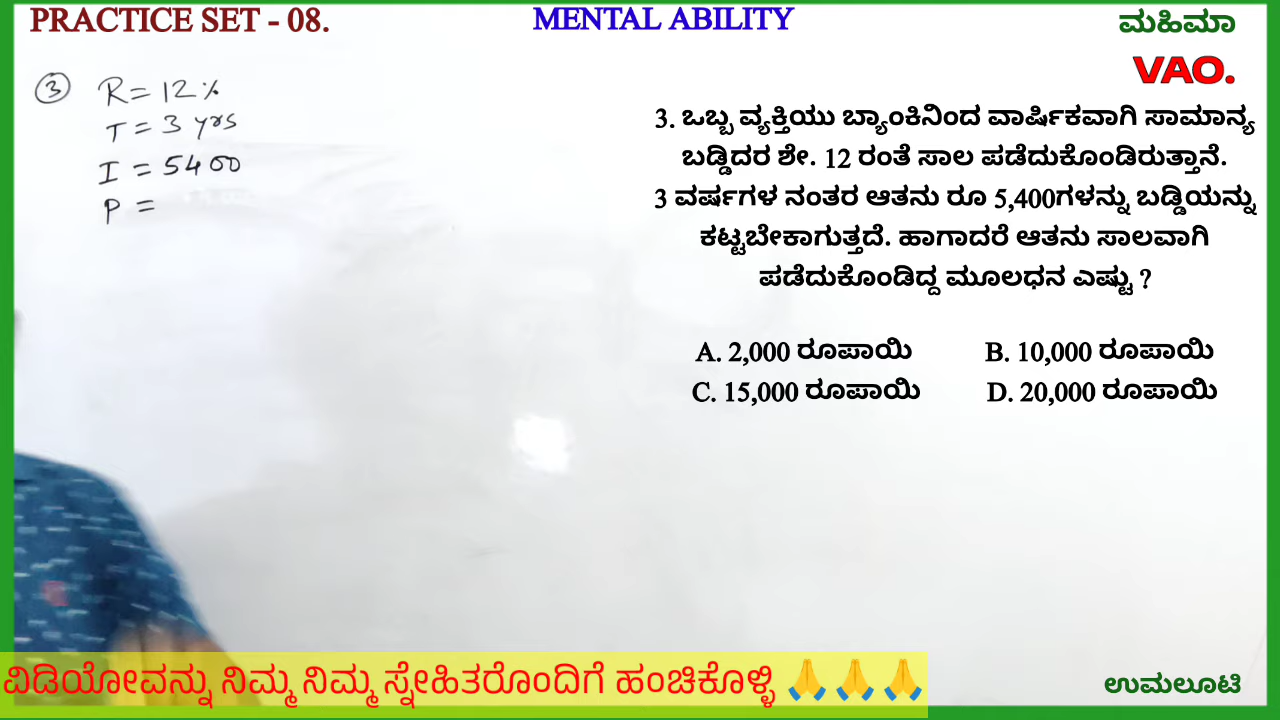 PRACTICE SET - 08.
MENTAL ABILITY
ಮಹಿಮಾ
VAO.
③ R = 12 %
T = 3 yrs
I = 5400
P =
3. ಒಬ್ಬ ವ್ಯಕ್ತಿಯು ಬ್ಯಾಂಕಿನಿಂದ ವಾರ್ಷಿಕವಾಗಿ ಸಾಮಾನ್ಯ
ಬಡ್ಡಿದರ ಶೇ. 12 ರಂತೆ ಸಾಲ ಪಡೆದುಕೊಂಡಿರುತ್ತಾನೆ.
3 ವರ್ಷಗಳ ನಂತರ ಆತನು ರೂ 5,400ಗಳನ್ನು ಬಡ್ಡಿಯನ್ನು
ಕಟ್ಟಬೇಕಾಗುತ್ತದೆ. ಹಾಗಾದರೆ ಆತನು ಸಾಲವಾಗಿ
ಪಡೆದುಕೊಂಡಿದ್ದ ಮೂಲಧನ ಎಷ್ಟು ?
A. 2,000 ರೂಪಾಯಿ B. 10,000 ರೂಪಾಯಿ
C. 15,000 ರೂಪಾಯಿ D. 20,000 ರೂಪಾಯಿ
ವಿಡಿಯೋವನ್ನು ನಿಮ್ಮ ನಿಮ್ಮ ಸ್ನೇಹಿತರೊಂದಿಗೆ ಹಂಚಿಕೊಳ್ಳಿ 🙏🙏🙏
ಉಮಲೂಟಿ